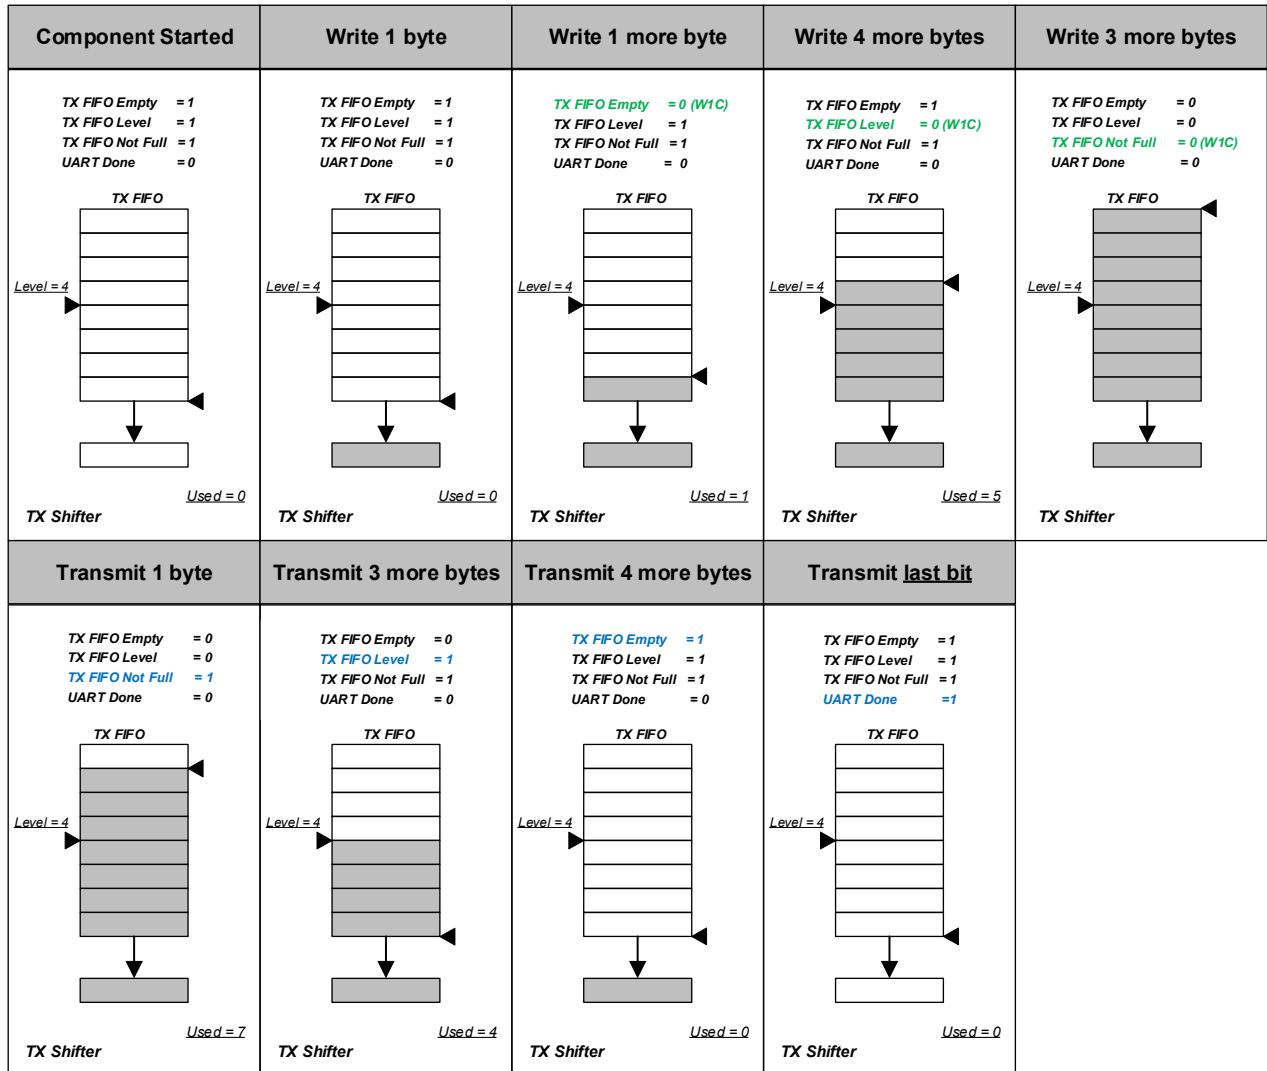 Component Started
TX FIFO Empty = 1
TX FIFO Level = 1
TX FIFO Not Full = 1
UART Done = 0
TX FIFO
Level = 4
Used = 0
TX Shifter
Write 1 byte
TX FIFO Empty = 1
TX FIFO Level = 1
TX FIFO Not Full = 1
UART Done = 0
TX FIFO
Level = 4
Used = 0
Write 1 more byte
TX FIFO Empty = 0 (W1C)
TX FIFO Level = 1
TX FIFO Not Full = 1
UART Done = 0
TX FIFO
Level = 4
Used = 1
TX Shifter
Write 4 more bytes
TX FIFO Empty = 1
TX FIFO Level = 0 (W1C)
TX FIFO Not Full = 1
UART Done = 0
TX FIFO
Level = 4
Used = 5
TX Shifter
Write 3 more bytes
TX FIFO Empty = 0
TX FIFO Level = 0
TX FIFO Not Full = 0 (W1C)
UART Done = 0
TX FIFO
Level = 4
TX Shifter
Transmit 1 byte
TX FIFO Empty = 0
TX FIFO Level = 0
TX FIFO Not Full = 1
UART Done = 0
TX FIFO
Level = 4
Used = 7
TX Shifter
Transmit 3 more bytes
TX FIFO Empty = 0
TX FIFO Level = 1
TX FIFO Not Full = 1
UART Done = 0
TX FIFO
Level = 4
Used = 4
TX Shifter
Transmit 4 more bytes
TX FIFO Empty = 1
TX FIFO Level = 1
TX FIFO Not Full = 1
UART Done = 0
TX FIFO
Level = 4
Used = 0
TX Shifter
Transmit last bit
TX FIFO Empty = 1
TX FIFO Level = 1
TX FIFO Not Full = 1
UART Done =1
TX FIFO
Level = 4
Used = 0
TX Shifter